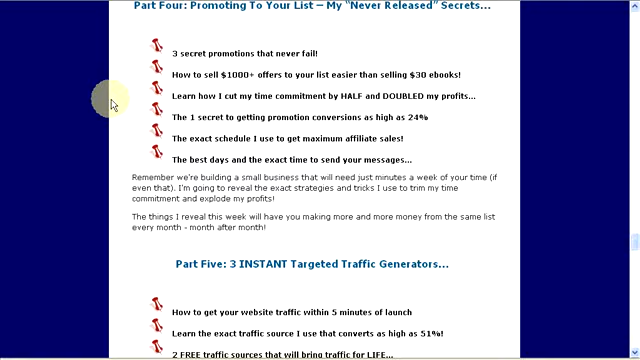 Part Four: Promoting To Your List – My “Never Released” Secrets...
3 secret promotions that never fail!
How to sell $1000+ offers to your list easier than selling $30 ebooks!
Learn how I cut my time commitment by HALF and DOUBLED my profits...
The 1 secret to getting promotion conversions as high as 24%
The exact schedule I use to get maximum affiliate sales!
The best days and the exact time to send your messages...
Remember we're building a small business that will need just minutes a week of your time (if
even that). I'm going to reveal the exact strategies and tricks I use to trim my time
commitment and explode my profits!
The things I reveal this week will have you making more and more money from the same list
every month - month after month!
Part Five: 3 INSTANT Targeted Traffic Generators...
How to get your website traffic within 5 minutes of launch
Learn the exact traffic source I use that converts as high as 51%!
2 FREE traffic sources that will bring traffic for LIFE...